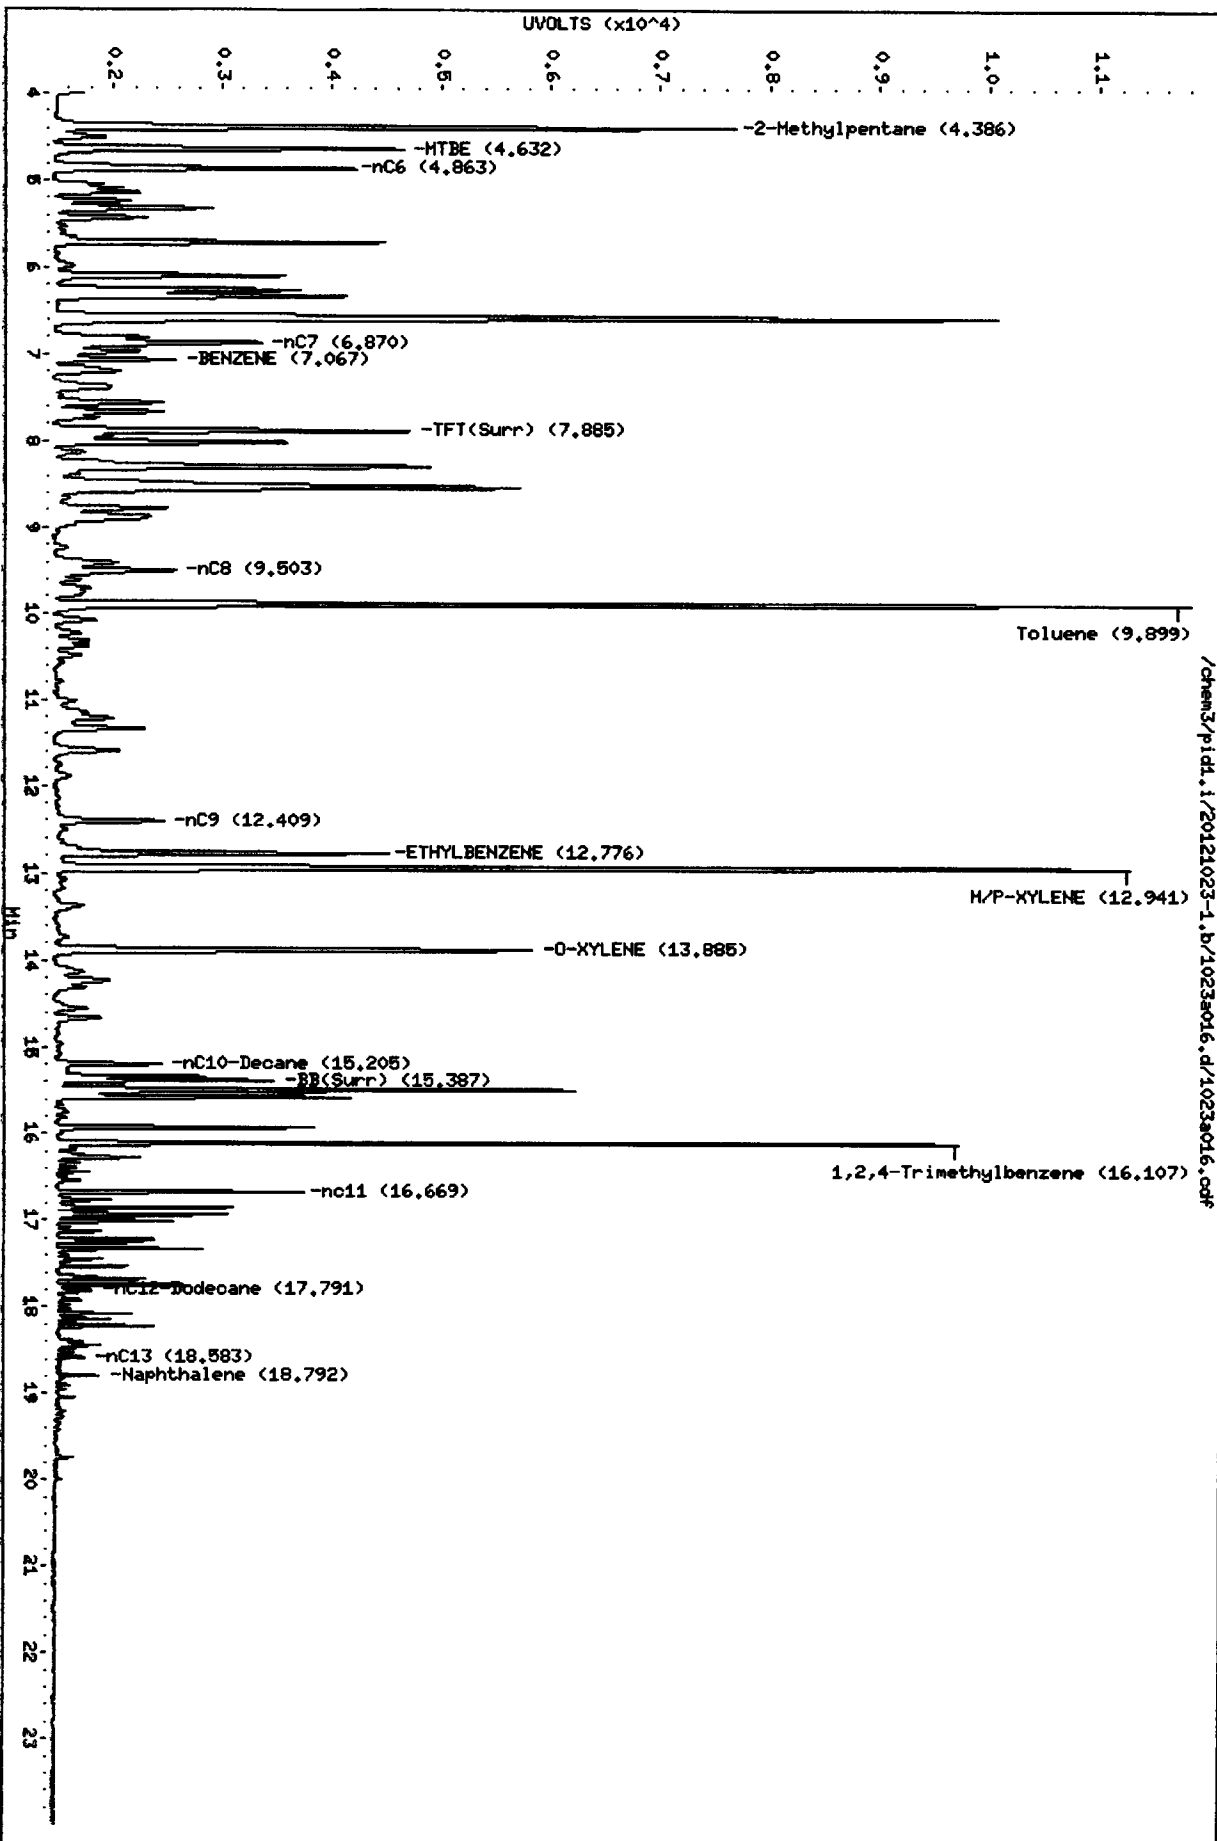 /chem3/pid1.i/20121023-1.b/1023a016.d/1023a016.cdf
UVOLTS (x10^4)
0.2
0.3
0.4
0.5
0.6
0.7
0.8
0.9
1.0
1.1
-2-Methylpentane (4.386)
-MTBE (4.632)
-nC6 (4.863)
-nC7 (6.870)
-BENZENE (7.067)
-TFT(Surr) (7.885)
-nC8 (9.503)
Toluene (9.899)
-nC9 (12.409)
-ETHYLBENZENE (12.776)
M/P-XYLENE (12.941)
-O-XYLENE (13.885)
-nC10-Decane (15.205)
-BB(Surr) (15.387)
1,2,4-Trimethylbenzene (16.107)
-nc11 (16.669)
-nC12-Dodecane (17.791)
-nC13 (18.583)
-Naphthalene (18.792)
4
5
6
7
8
9
10
11
12
13
14
15
16
17
18
19
20
21
22
23
Min